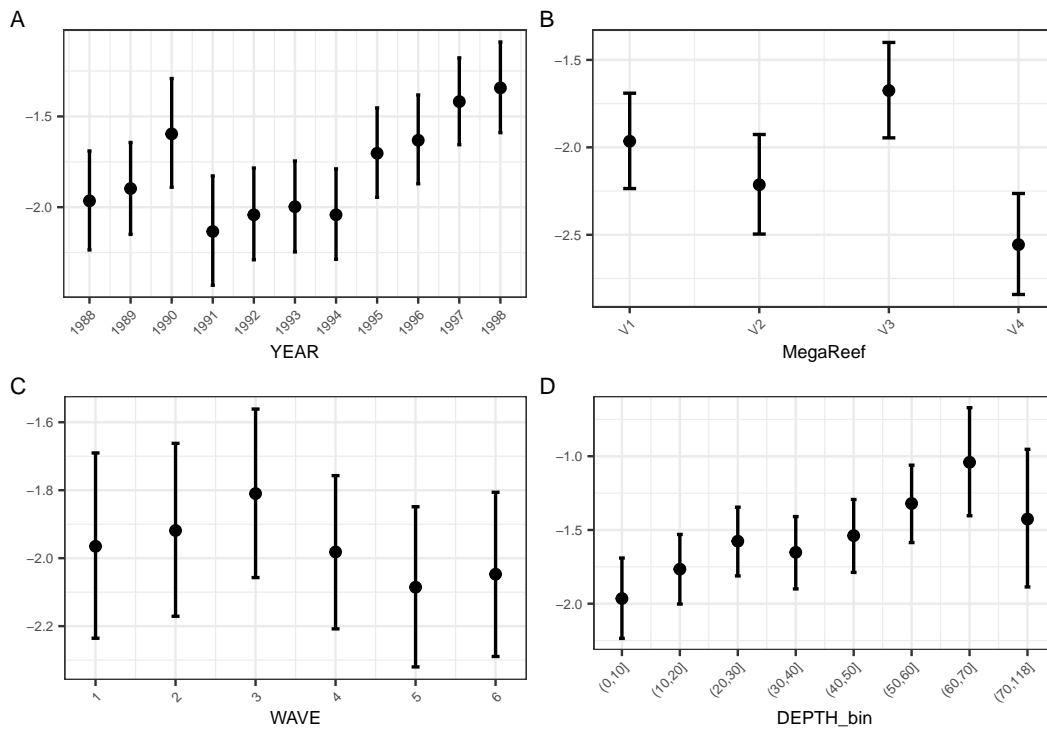 A
−1.5
−2.0
1988 1989 1990 1991 1992 1993 1994 1995 1996 1997 1998
YEAR
B
−1.5
−2.0
−2.5
V1 V2 V3 V4
MegaReef
C
−1.6
−1.8
−2.0
−2.2
1 2 3 4 5 6
WAVE
D
−1.0
−1.5
−2.0
(0,10] (10,20] (20,30] (30,40] (40,50] (50,60] (60,70] (70,118]
DEPTH_bin